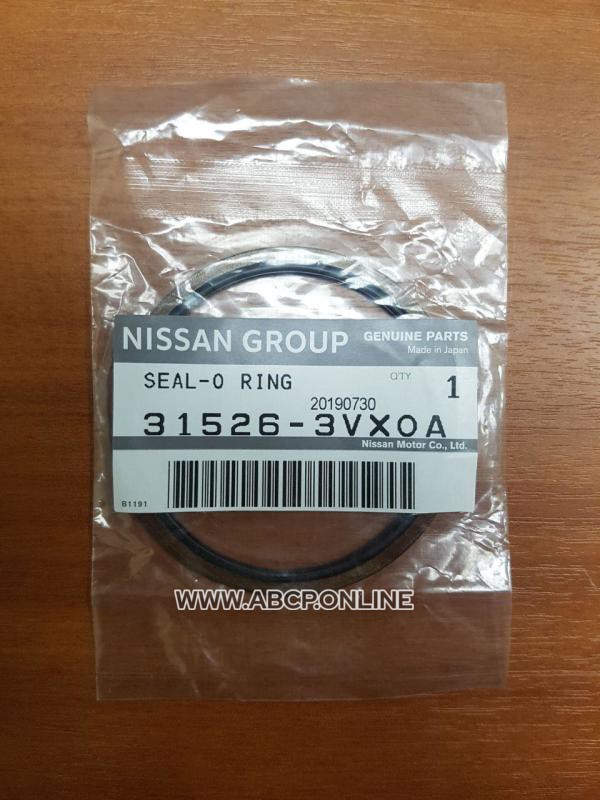 NISSAN GROUP GENUINE PARTS
Made in Japan
SEAL-O RING Q'TY 1
20190730
31526-3VX0A
Nissan Motor Co., Ltd.
B1191
WWW.ABCP.ONLINE